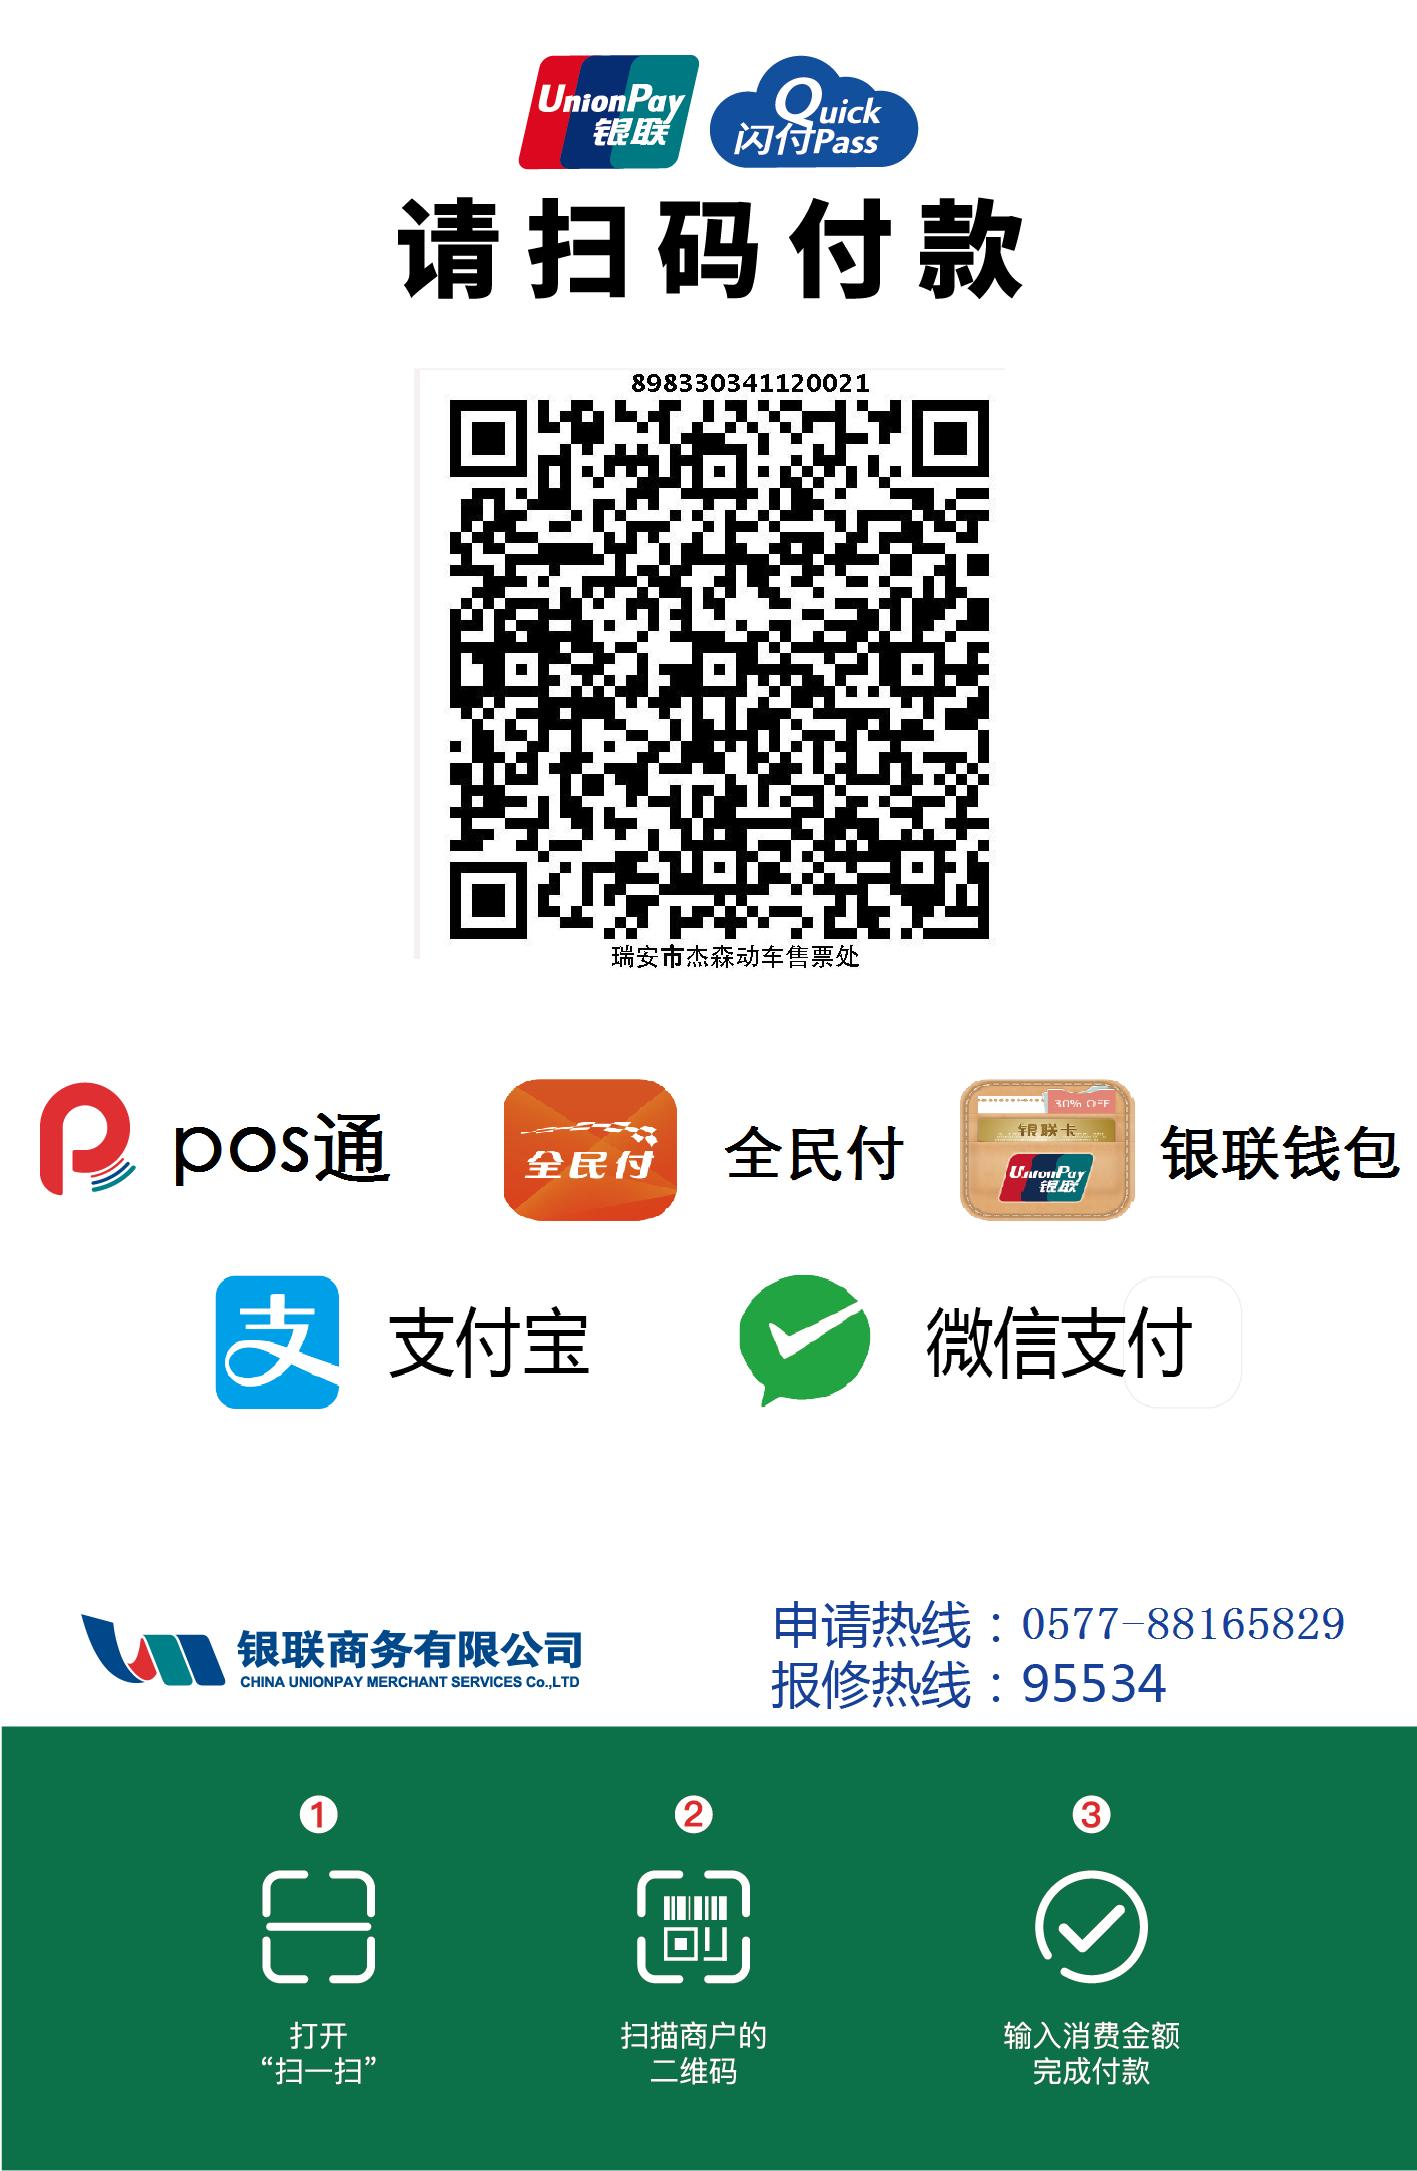 UnionPay
银联
Quick
闪付Pass
请扫码付款
898330341120021
瑞安市杰森动车售票处
pos通
全民付
全民付
30% OFF
银联卡
UnionPay
银联
银联钱包
支
支付宝
微信支付
银联商务有限公司
CHINA UNIONPAY MERCHANT SERVICES Co.,LTD
申请热线：0577-88165829
报修热线：95534
1
打开
“扫一扫”
2
扫描商户的
二维码
3
输入消费金额
完成付款